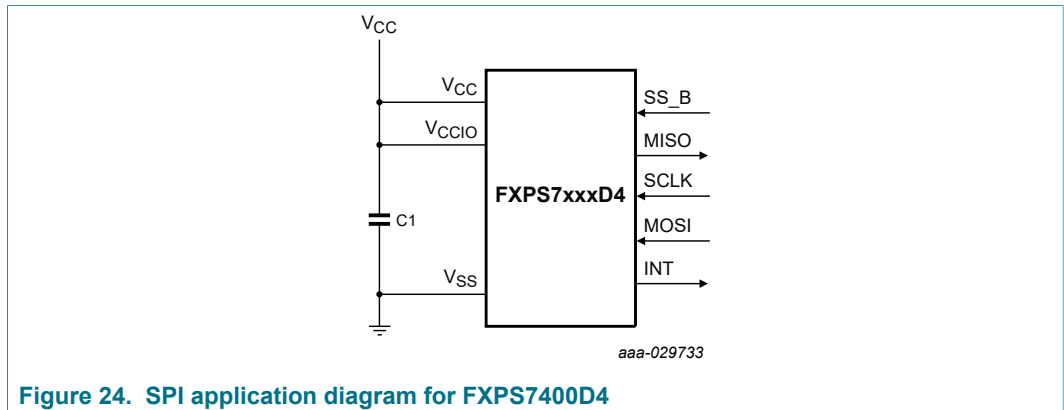 VCC
VCC
VCCIO
C1
VSS
FXPS7xxxD4
SS_B
MISO
SCLK
MOSI
INT
aaa-029733
Figure 24. SPI application diagram for FXPS7400D4